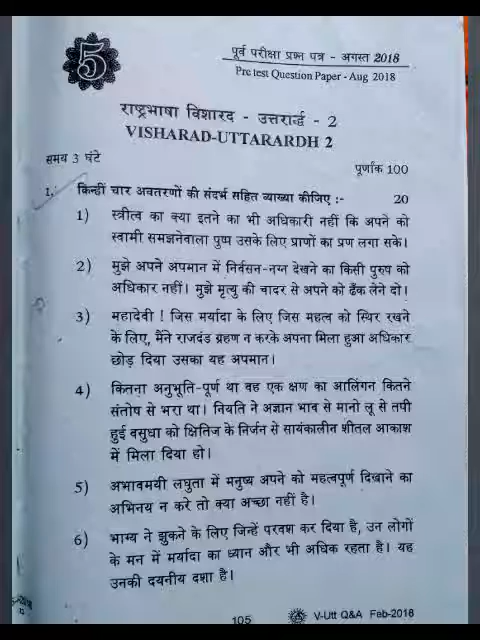 5
पूर्व परीक्षा प्रश्न पत्र - अगस्त 2018
Pre test Question Paper - Aug 2018
राष्ट्रभाषा विशारद - उत्तरार्द्ध - 2
VISHARAD-UTTARARDH 2
समय 3 घंटे
पूर्णांक 100
1. किन्हीं चार अवतरणों की संदर्भ सहित व्याख्या कीजिए :- 20
1) स्त्रीत्व का क्या इतने का भी अधिकारी नहीं कि अपने को
स्वामी समझनेवाला पुरुष उसके लिए प्राणों का प्रण लगा सके।
2) मुझे अपने अपमान में निर्वसन-नग्न देखने का किसी पुरुप को
अधिकार नहीं। मुझे मृत्यु की चादर से अपने को ढँक लेने दो।
3) महादेवी ! जिस मर्यादा के लिए जिस महत्व को स्थिर रखने
के लिए, मैंने राजदंड ग्रहण न करके अपना मिला हुआ अधिकार
छोड़ दिया उसका यह अपमान।
4) कितना अनुभूति-पूर्ण था वह एक क्षण का आलिंगन कितने
संतोष से भरा था। नियति ने अज्ञान भाव से मानो लू से तपी
हुई वसुधा को क्षितिज के निर्जन से सायंकालीन शीतल आकाश
में मिला दिया हो।
5) अभावमयी लघुता में मनुष्य अपने को महत्वपूर्ण दिखाने का
अभिनय न करे तो क्या अच्छा नहीं है।
6) भाग्य ने झुकने के लिए जिन्हें परवश कर दिया है, उन लोगों
के मन में मर्यादा का ध्यान और भी अधिक रहता है। यह
उनकी दयनीय दशा है।
105
V-Utt Q&A Feb-2018